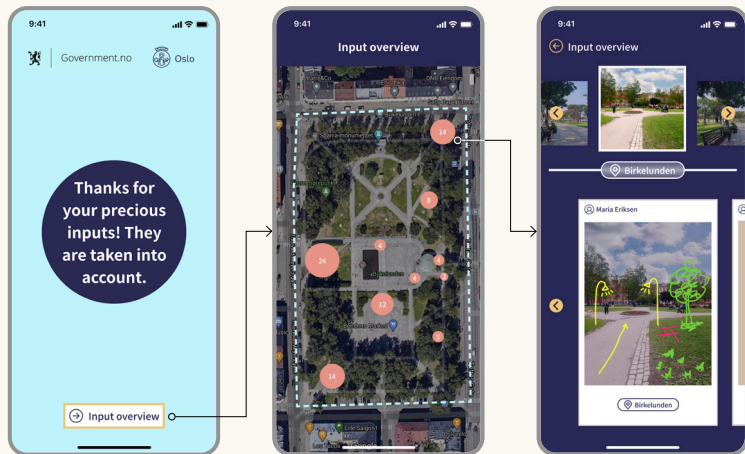 9:41
Government.no
Oslo
Thanks for
your precious
inputs! They
are taken into
account.
Input overview
9:41
Input overview
14
8
4
24
4
4
2
12
5
14
Google
9:41
Input overview
Birkelunden
Maria Eriksen
Birkelunden